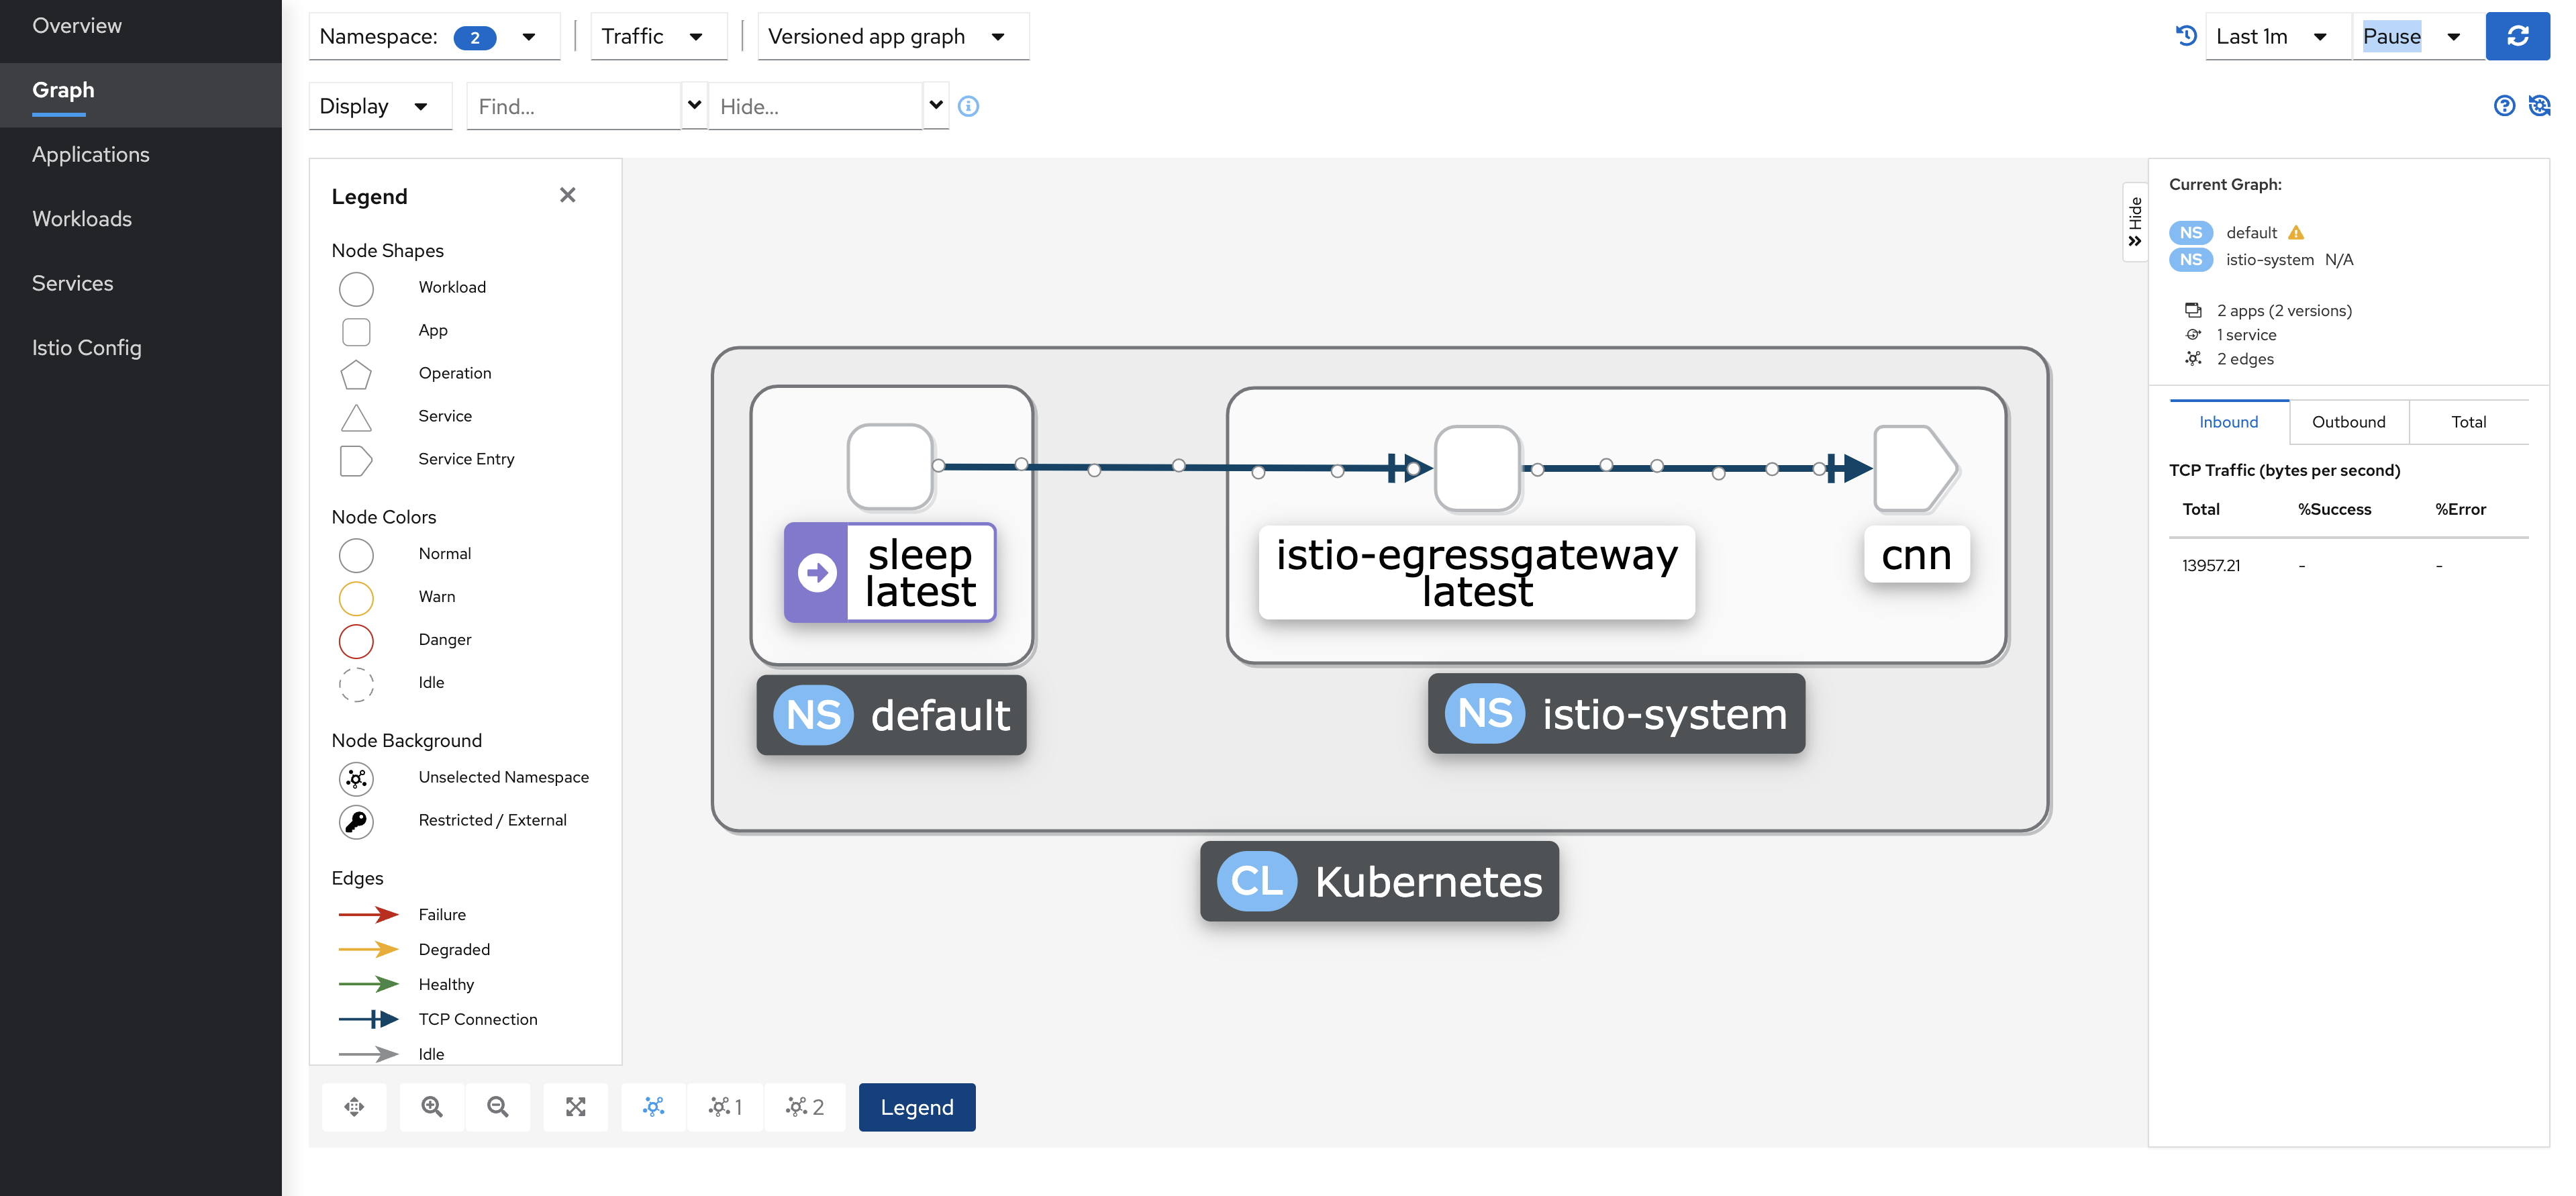 Overview
Graph
Applications
Workloads
Services
Istio Config
Namespace: 2
Traffic
Versioned app graph
Last 1m
Pause
Display
Find...
Hide...
Legend
Node Shapes
Workload
App
Operation
Service
Service Entry
Node Colors
Normal
Warn
Danger
Idle
Node Background
Unselected Namespace
Restricted / External
Edges
Failure
Degraded
Healthy
TCP Connection
Idle
sleep
latest
istio-egressgateway
latest
cnn
NS default
NS istio-system
CL Kubernetes
1
2
Legend
Hide
Current Graph:
NS default
NS istio-system N/A
2 apps (2 versions)
1 service
2 edges
Inbound Outbound Total
TCP Traffic (bytes per second)
Total %Success %Error
13957.21 - -